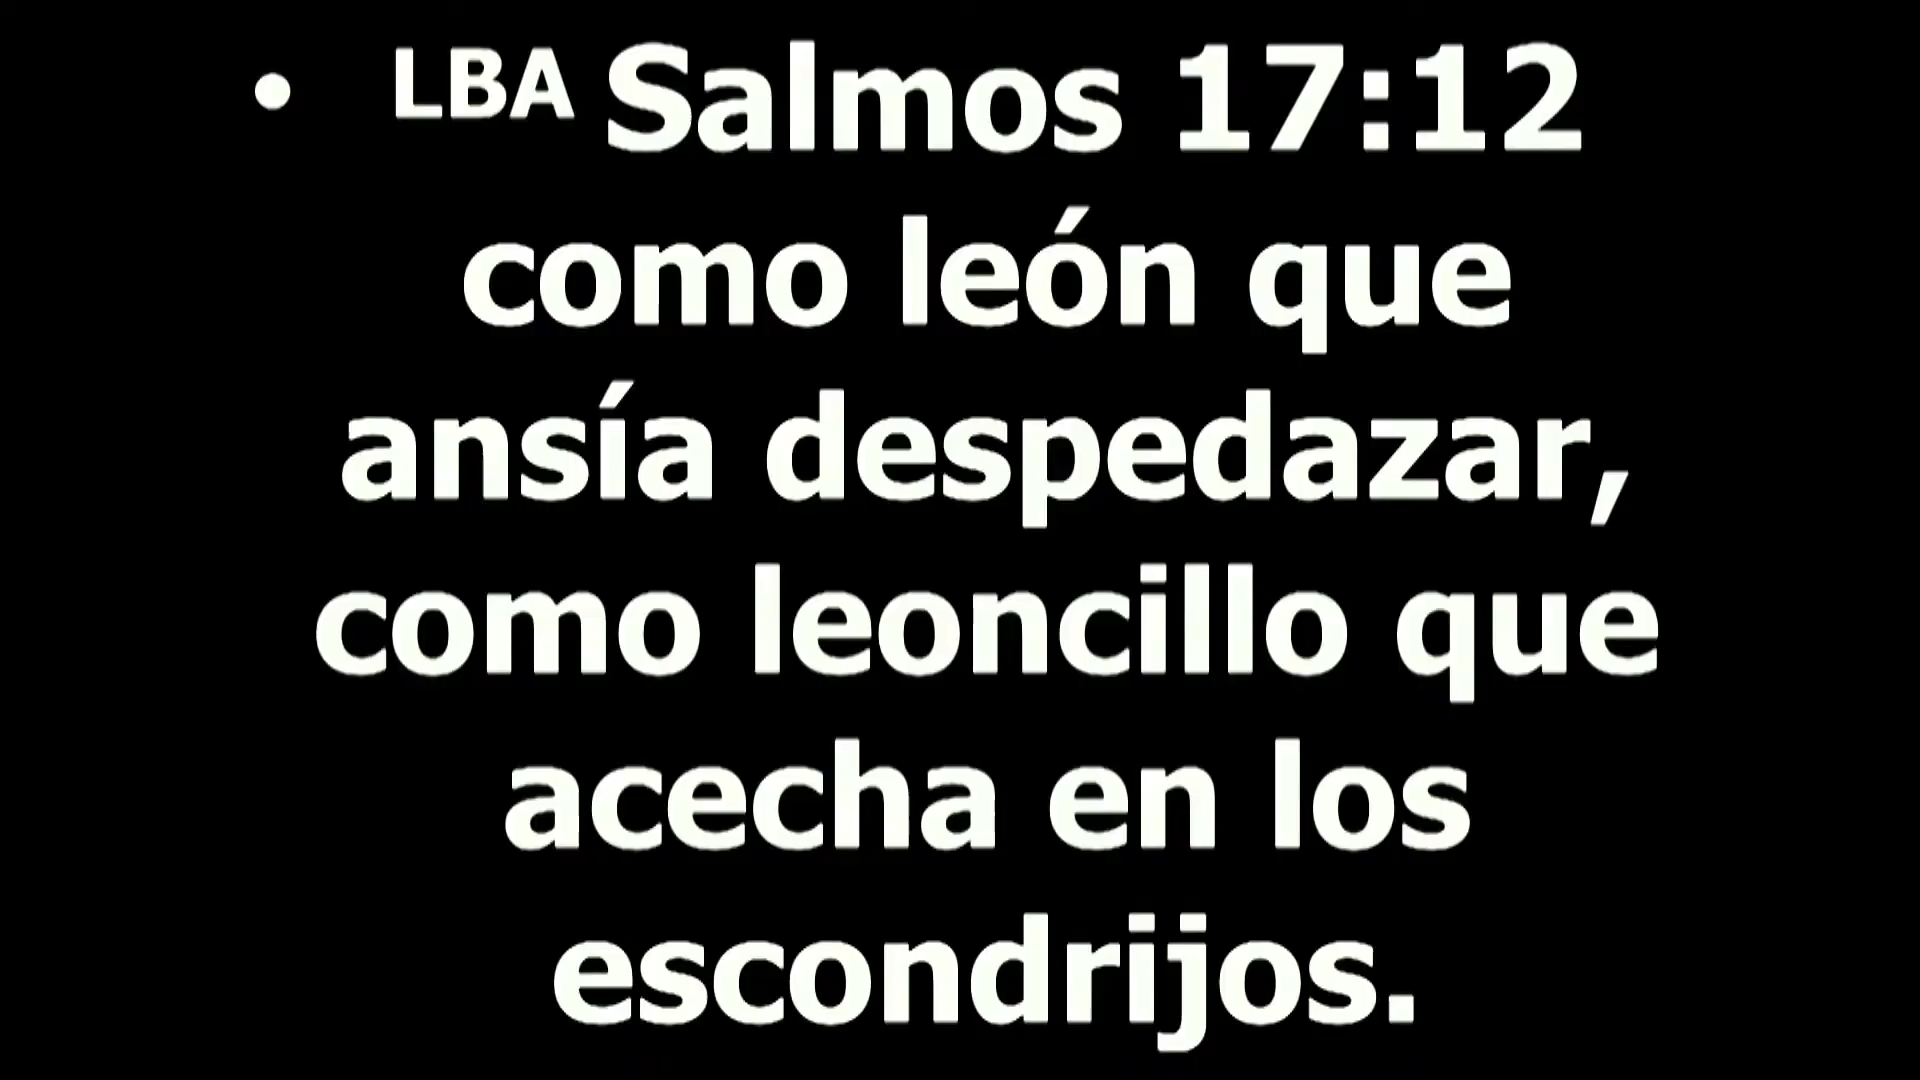 • LBA Salmos 17:12
como león que
ansía despedazar,
como leoncillo que
acecha en los
escondrijos.